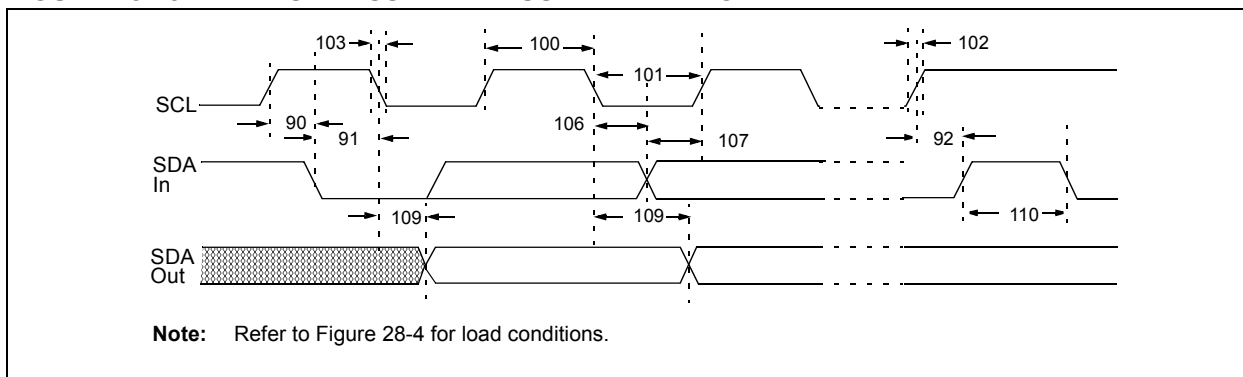 103
100
102
101
SCL
90
106
91
107
92
SDA
In
109
109
110
SDA
Out
Note: Refer to Figure 28-4 for load conditions.